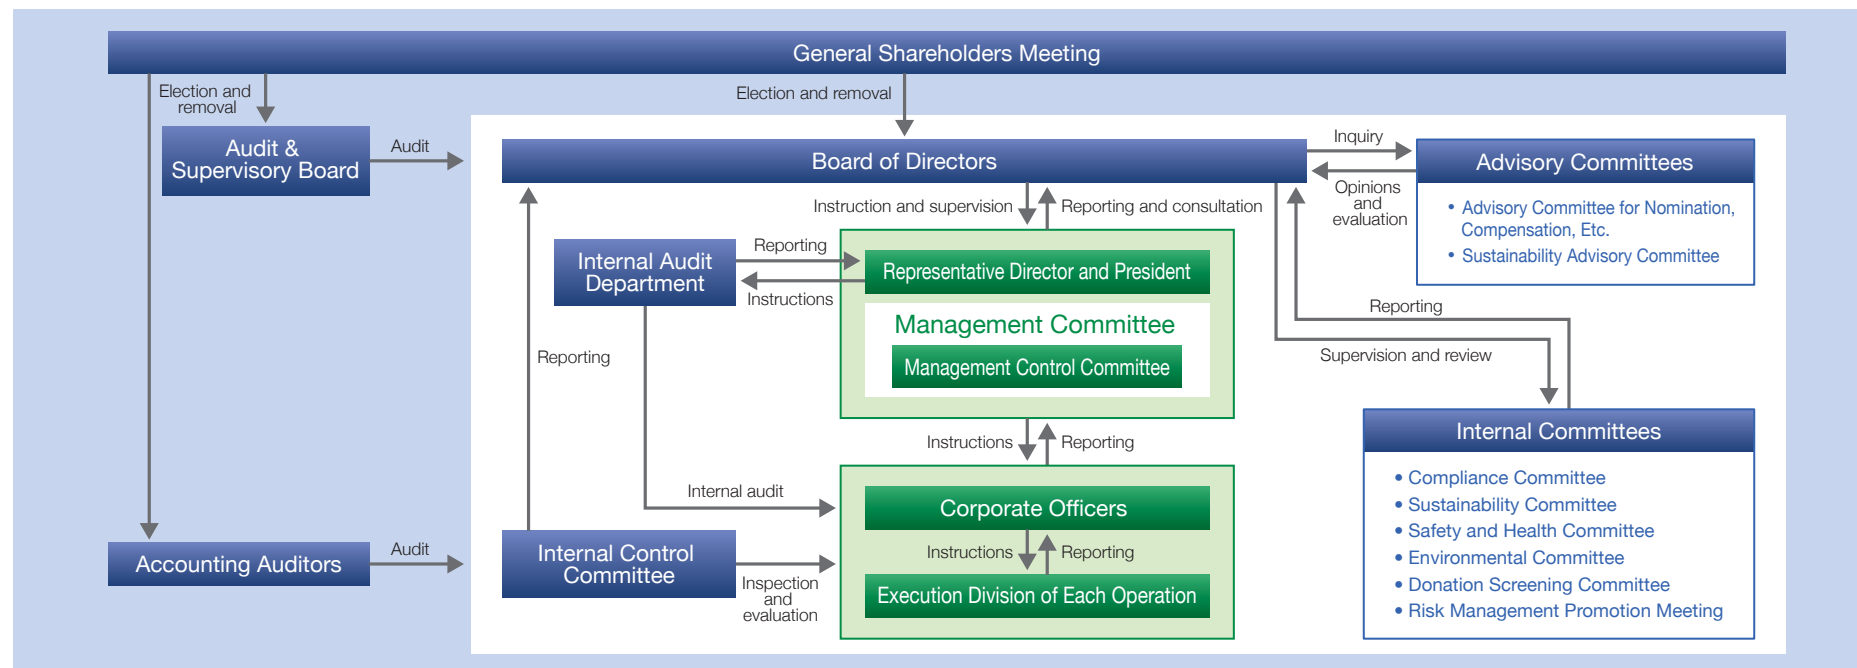 General Shareholders Meeting
Election and
removal
Election and removal
Audit &
Supervisory Board
Audit
Board of Directors
Inquiry
Opinions
and
evaluation
Advisory Committees
• Advisory Committee for Nomination,
Compensation, Etc.
• Sustainability Advisory Committee
Instruction and supervision
Reporting and consultation
Internal Audit
Department
Reporting
Instructions
Representative Director and President
Management Committee
Management Control Committee
Reporting
Reporting
Supervision and review
Instructions
Reporting
Internal Committees
• Compliance Committee
• Sustainability Committee
• Safety and Health Committee
• Environmental Committee
• Donation Screening Committee
• Risk Management Promotion Meeting
Internal audit
Corporate Officers
Instructions
Reporting
Execution Division of Each Operation
Accounting Auditors
Audit
Internal Control
Committee
Inspection
and
evaluation